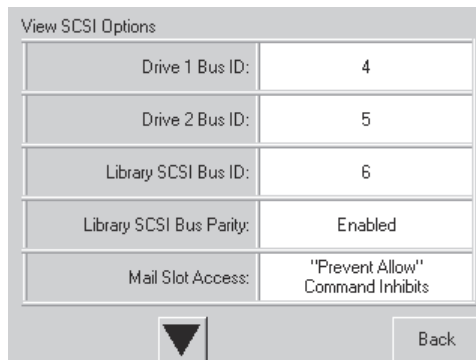 View SCSI Options
Drive 1 Bus ID: 4
Drive 2 Bus ID: 5
Library SCSI Bus ID: 6
Library SCSI Bus Parity: Enabled
Mail Slot Access: "Prevent Allow"
Command Inhibits
Back